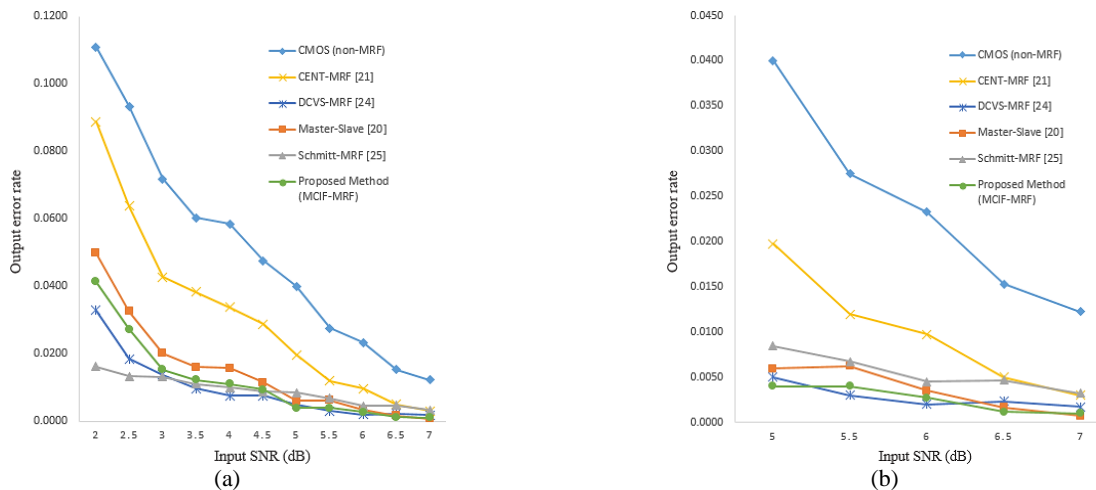 0.1200
0.1000
0.0800
0.0600
0.0400
0.0200
0.0000
Output error rate
CMOS (non-MRF)
CENT-MRF [21]
DCVS-MRF [24]
Master-Slave [20]
Schmitt-MRF [25]
Proposed Method
(MCIF-MRF)
2 2.5 3 3.5 4 4.5 5 5.5 6 6.5 7
Input SNR (dB)
(a)
0.0450
0.0400
0.0350
0.0300
0.0250
0.0200
0.0150
0.0100
0.0050
0.0000
Output error rate
CMOS (non-MRF)
CENT-MRF [21]
DCVS-MRF [24]
Master-Slave [20]
Schmitt-MRF [25]
Proposed Method
(MCIF-MRF)
5 5.5 6 6.5 7
Input SNR (dB)
(b)